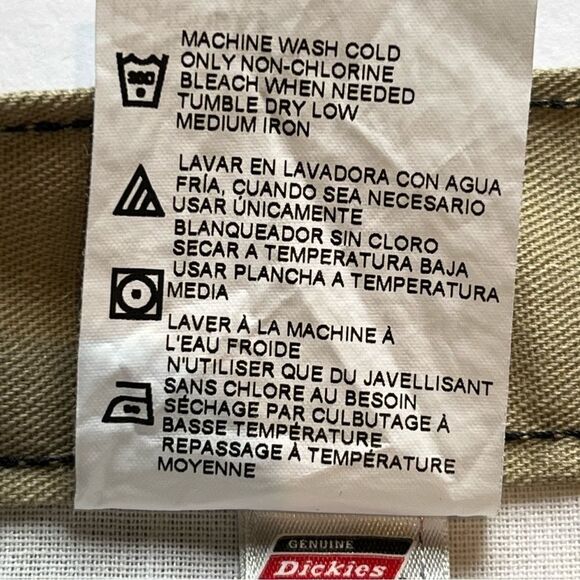 MACHINE WASH COLD
ONLY NON-CHLORINE
BLEACH WHEN NEEDED
TUMBLE DRY LOW
MEDIUM IRON
LAVAR EN LAVADORA CON AGUA
FRÍA, CUANDO SEA NECESARIO
USAR ÚNICAMENTE
BLANQUEADOR SIN CLORO
SECAR A TEMPERATURA BAJA
USAR PLANCHA A TEMPERATURA
MEDIA
LAVER À LA MACHINE À
L'EAU FROIDE
N'UTILISER QUE DU JAVELLISANT
SANS CHLORE AU BESOIN
SÉCHAGE PAR CULBUTAGE À
BASSE TEMPÉRATURE
REPASSAGE À TEMPÉRATURE
MOYENNE
GENUINE
Dickies